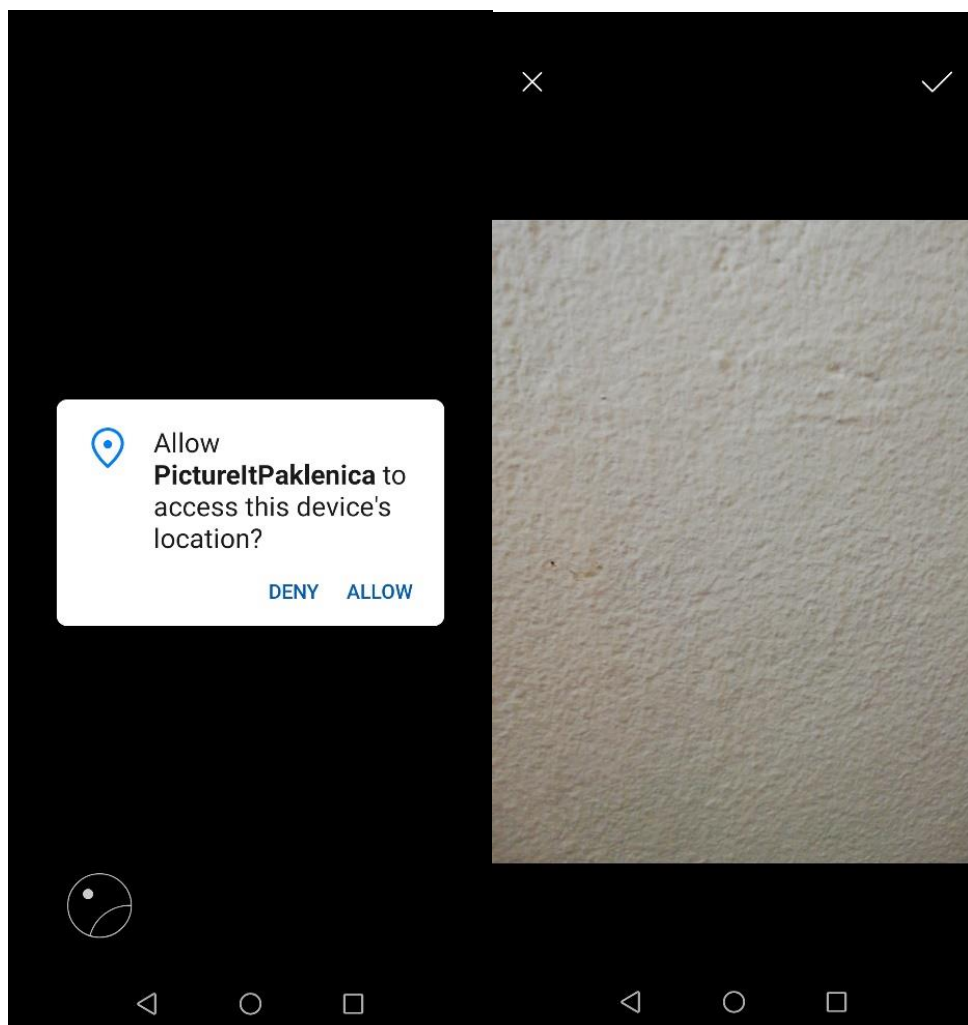 Allow
PictureItPaklenica to
access this device's
location?
DENY ALLOW